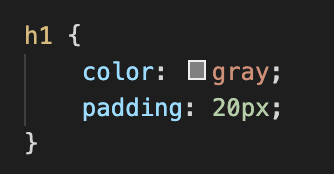 h1 {
    color: gray;
    padding: 20px;
}